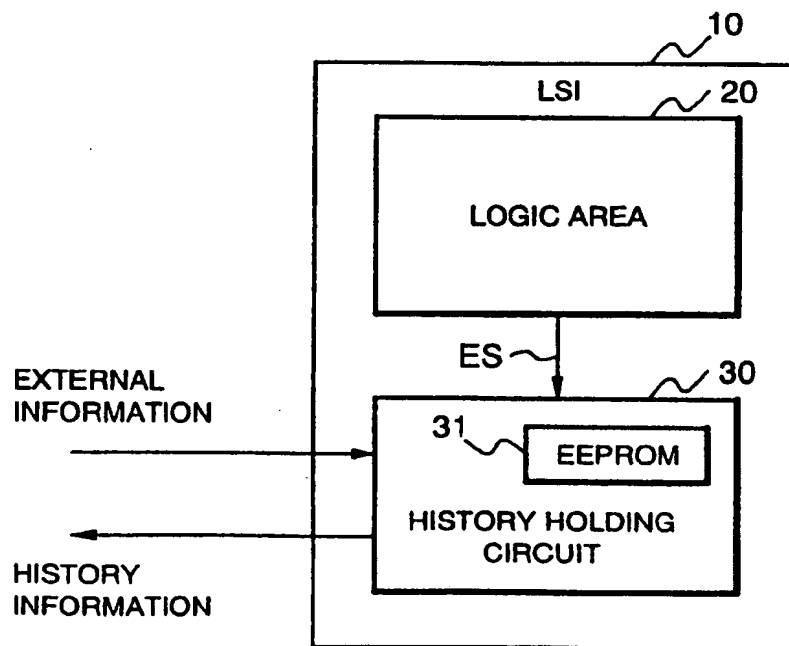 10
LSI
20
LOGIC AREA
ES
EXTERNAL
INFORMATION
30
31
EEPROM
HISTORY HOLDING
CIRCUIT
HISTORY
INFORMATION